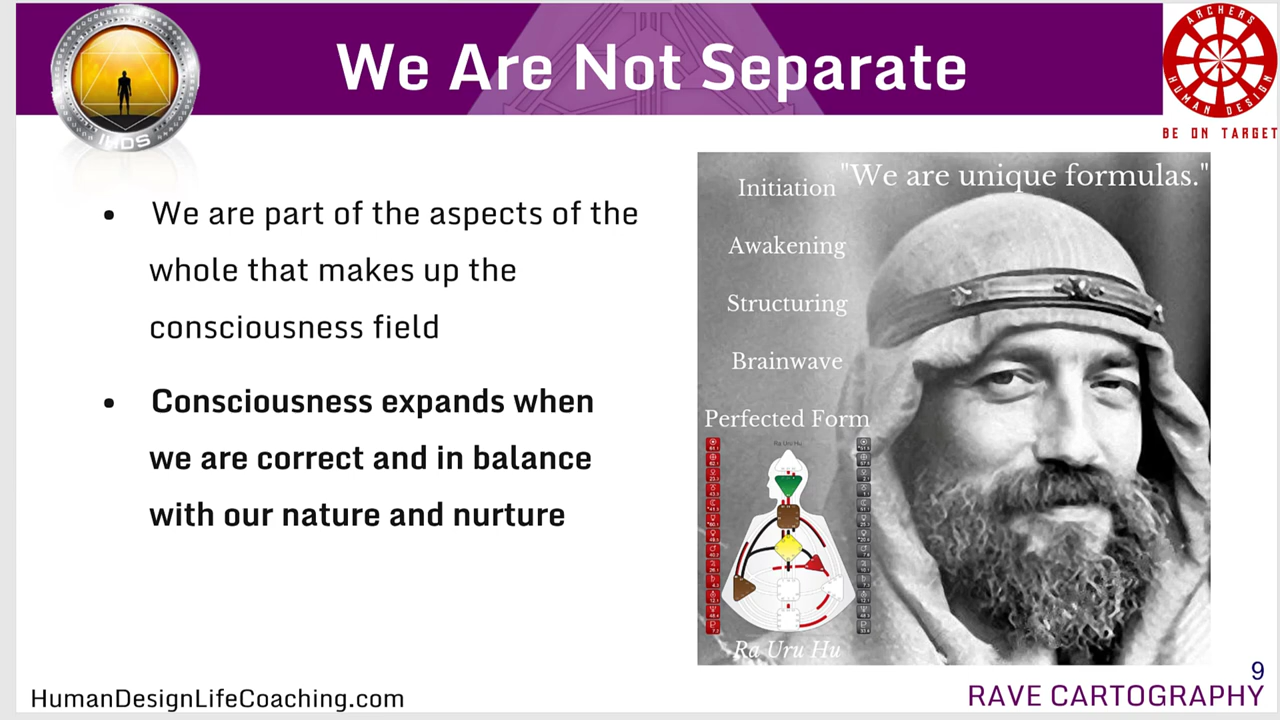 We Are Not Separate
IHDS
ARCHERS
HUMAN DESIGN
BE ON TARGET
• We are part of the aspects of the
whole that makes up the
consciousness field
• Consciousness expands when
we are correct and in balance
with our nature and nurture
"We are unique formulas."
Initiation
Awakening
Structuring
Brainwave
Perfected Form
Ra Uru Hu
Ra Uru Hu
HumanDesignLifeCoaching.com
9
RAVE CARTOGRAPHY